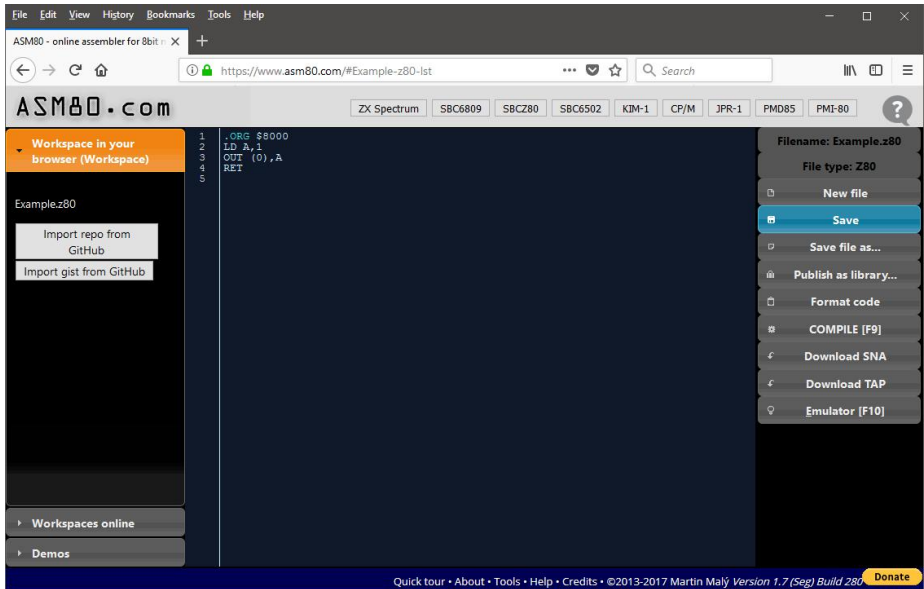 File Edit View History Bookmarks Tools Help
ASM80 - online assembler for 8bit
https://www.asm80.com/#Example-z80-lst
Search
ASM80.com
ZX Spectrum SBC6809 SBCZ80 SBC6502 KIM-1 CP/M JPR-1 PMD85 PMI-80 ?
Workspace in your
browser (Workspace)
Example.z80
Import repo from
GitHub
Import gist from GitHub
Workspaces online
Demos
1 .ORG $8000
2 LD A,1
3 OUT (0),A
4 RET
5
Filename: Example.z80
File type: Z80
New file
Save
Save file as...
Publish as library...
Format code
COMPILE [F9]
Download SNA
Download TAP
Emulator [F10]
Quick tour • About • Tools • Help • Credits • ©2013-2017 Martin Malý Version 1.7 (Seg) Build 280
Donate